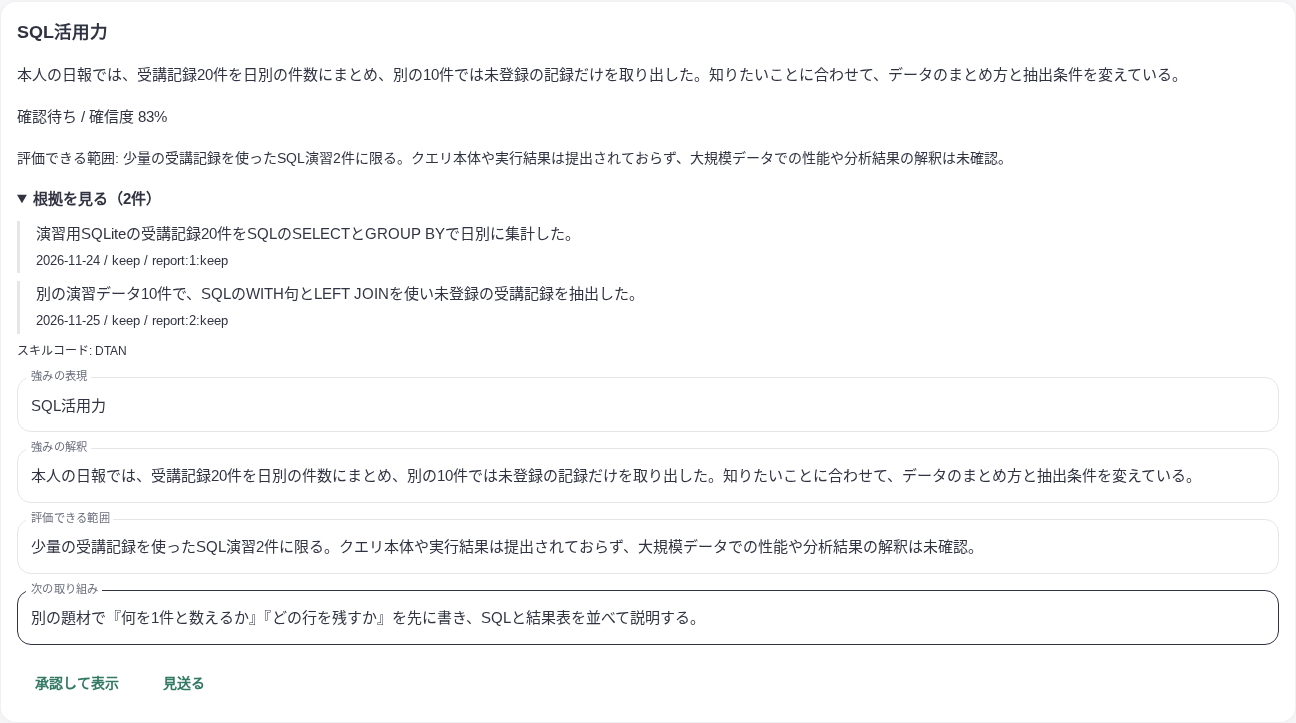 SQL活用力
本人の日報では、受講記録20件を日別の件数にまとめ、別の10件では未登録の記録だけを取り出した。知りたいことに合わせて、データのまとめ方と抽出条件を変えている。
確認待ち / 確信度 83%
評価できる範囲: 少量の受講記録を使ったSQL演習2件に限る。クエリ本体や実行結果は提出されておらず、大規模データでの性能や分析結果の解釈は未確認。
▼ 根拠を見る（2件）
演習用SQLiteの受講記録20件をSQLのSELECTとGROUP BYで日別に集計した。
2026-11-24 / keep / report:1:keep
別の演習データ10件で、SQLのWITH句とLEFT JOINを使い未登録の受講記録を抽出した。
2026-11-25 / keep / report:2:keep
スキルコード: DTAN
強みの表現
SQL活用力
強みの解釈
本人の日報では、受講記録20件を日別の件数にまとめ、別の10件では未登録の記録だけを取り出した。知りたいことに合わせて、データのまとめ方と抽出条件を変えている。
評価できる範囲
少量の受講記録を使ったSQL演習2件に限る。クエリ本体や実行結果は提出されておらず、大規模データでの性能や分析結果の解釈は未確認。
次の取り組み
別の題材で『何を1件と数えるか』『どの行を残すか』を先に書き、SQLと結果表を並べて説明する。
承認して表示 見送る